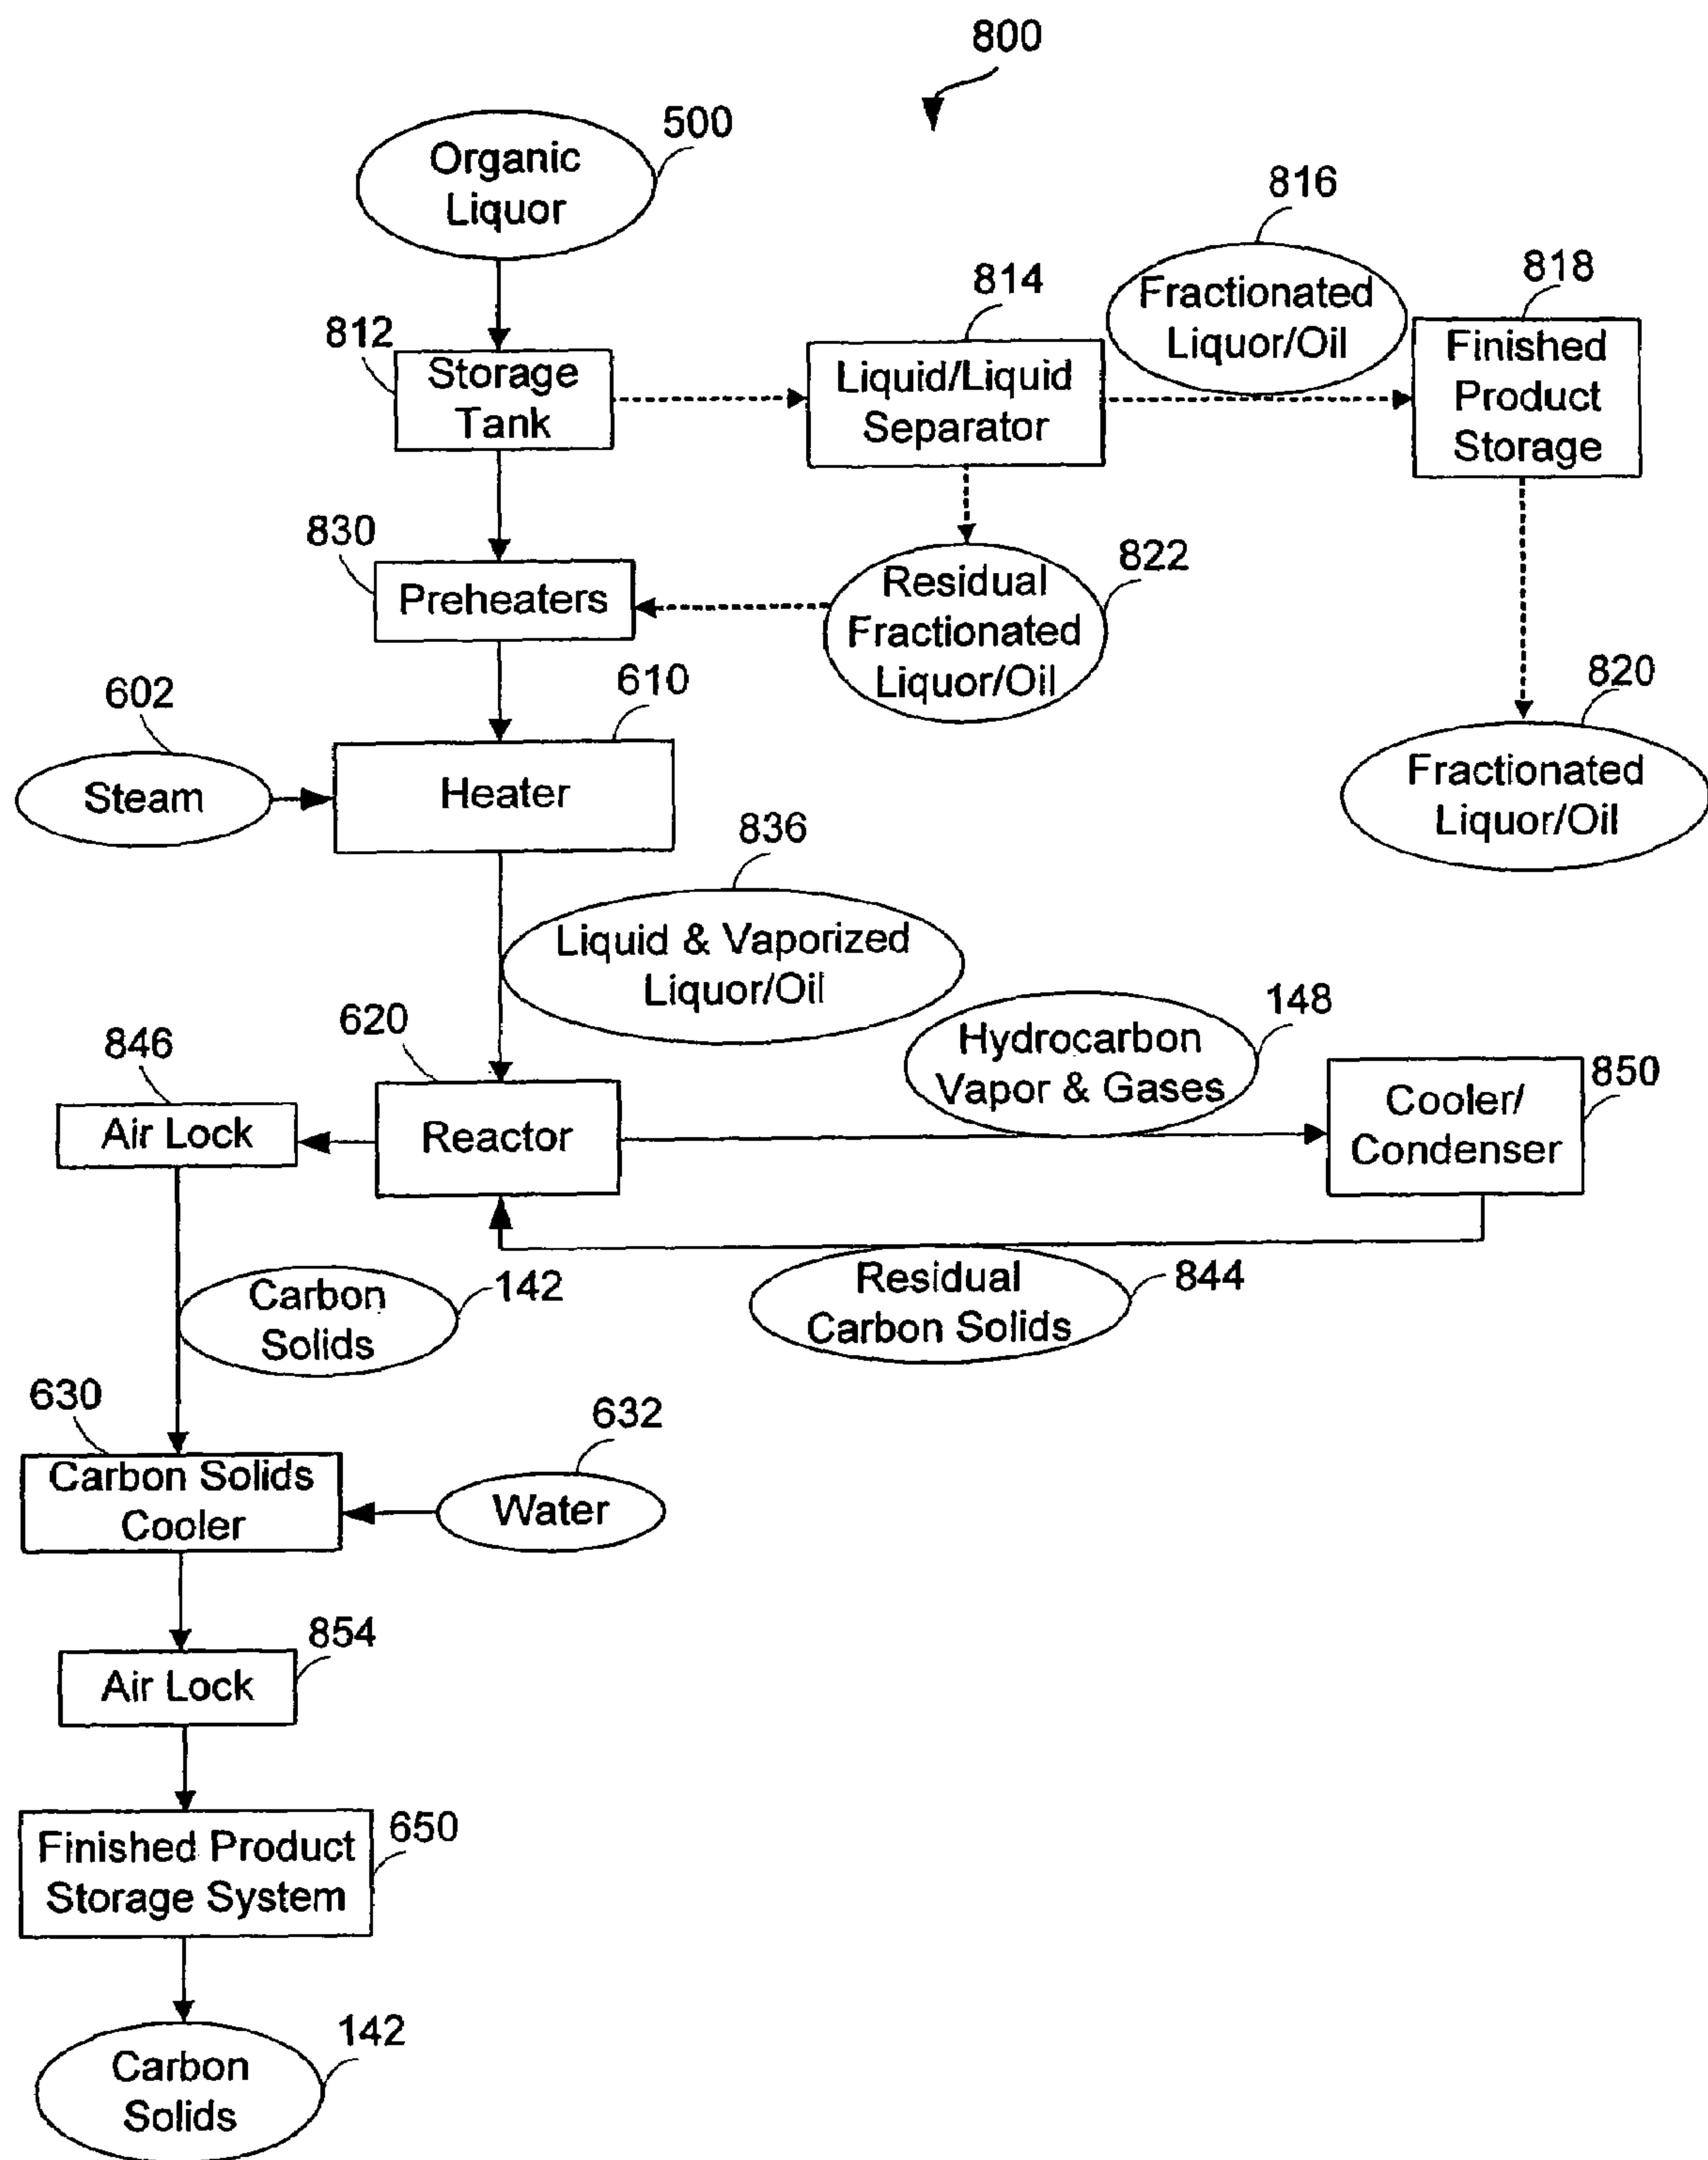 800
500
Organic
Liquor
816
Fractionated
Liquor/Oil
818
Finished
Product
Storage
814
Liquid/Liquid
Separator
812
Storage
Tank
830
Preheaters
822
Residual
Fractionated
Liquor/Oil
820
Fractionated
Liquor/Oil
602
Steam
610
Heater
836
Liquid & Vaporized
Liquor/Oil
620
Reactor
846
Air Lock
148
Hydrocarbon
Vapor & Gases
850
Cooler/
Condenser
844
Residual
Carbon Solids
142
Carbon
Solids
630
Carbon Solids
Cooler
632
Water
854
Air Lock
650
Finished Product
Storage System
142
Carbon
Solids